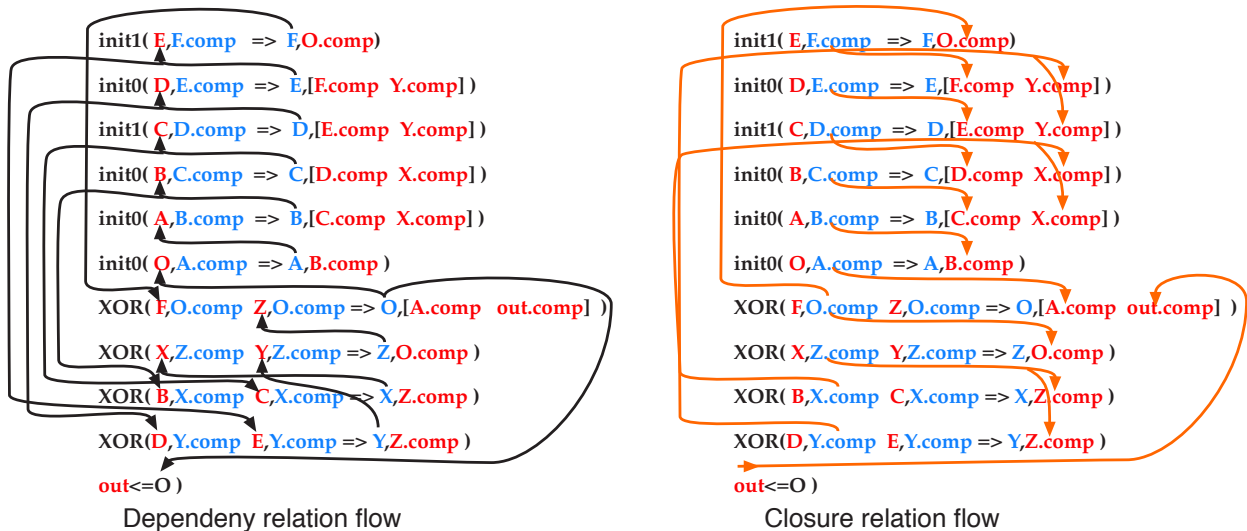 init1( E,F.comp => F,O.comp)
init0( D,E.comp => E,[F.comp Y.comp] )
init1( C,D.comp => D,[E.comp Y.comp] )
init0( B,C.comp => C,[D.comp X.comp] )
init0( A,B.comp => B,[C.comp X.comp] )
init0( O,A.comp => A,B.comp )
XOR( F,O.comp Z,O.comp => O,[A.comp out.comp] )
XOR( X,Z.comp Y,Z.comp => Z,O.comp )
XOR( B,X.comp C,X.comp => X,Z.comp )
XOR(D,Y.comp E,Y.comp => Y,Z.comp )
out<=O )
Dependeny relation flow
init1( E,F.comp => F,O.comp)
init0( D,E.comp => E,[F.comp Y.comp] )
init1( C,D.comp => D,[E.comp Y.comp] )
init0( B,C.comp => C,[D.comp X.comp] )
init0( A,B.comp => B,[C.comp X.comp] )
init0( O,A.comp => A,B.comp )
XOR( F,O.comp Z,O.comp => O,[A.comp out.comp] )
XOR( X,Z.comp Y,Z.comp => Z,O.comp )
XOR( B,X.comp C,X.comp => X,Z.comp )
XOR(D,Y.comp E,Y.comp => Y,Z.comp )
out<=O )
Closure relation flow